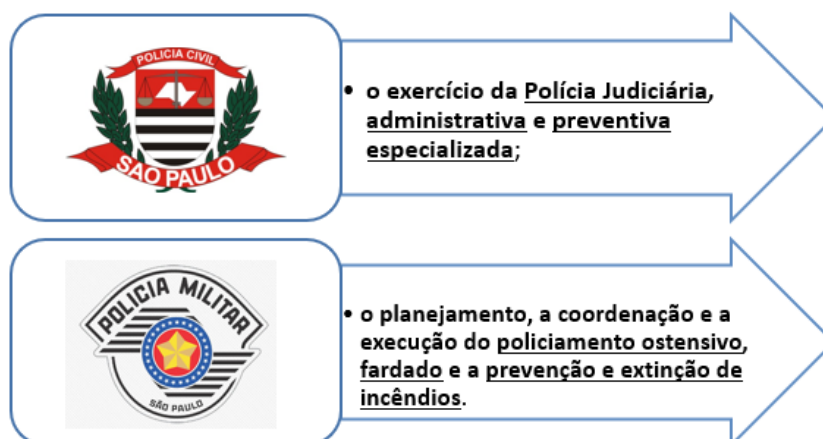 POLICIA CIVIL
SÃO PAULO
• o exercício da Polícia Judiciária,
administrativa e preventiva
especializada;
POLICIA MILITAR
SÃO PAULO
• o planejamento, a coordenação e a
execução do policiamento ostensivo,
fardado e a prevenção e extinção de
incêndios.